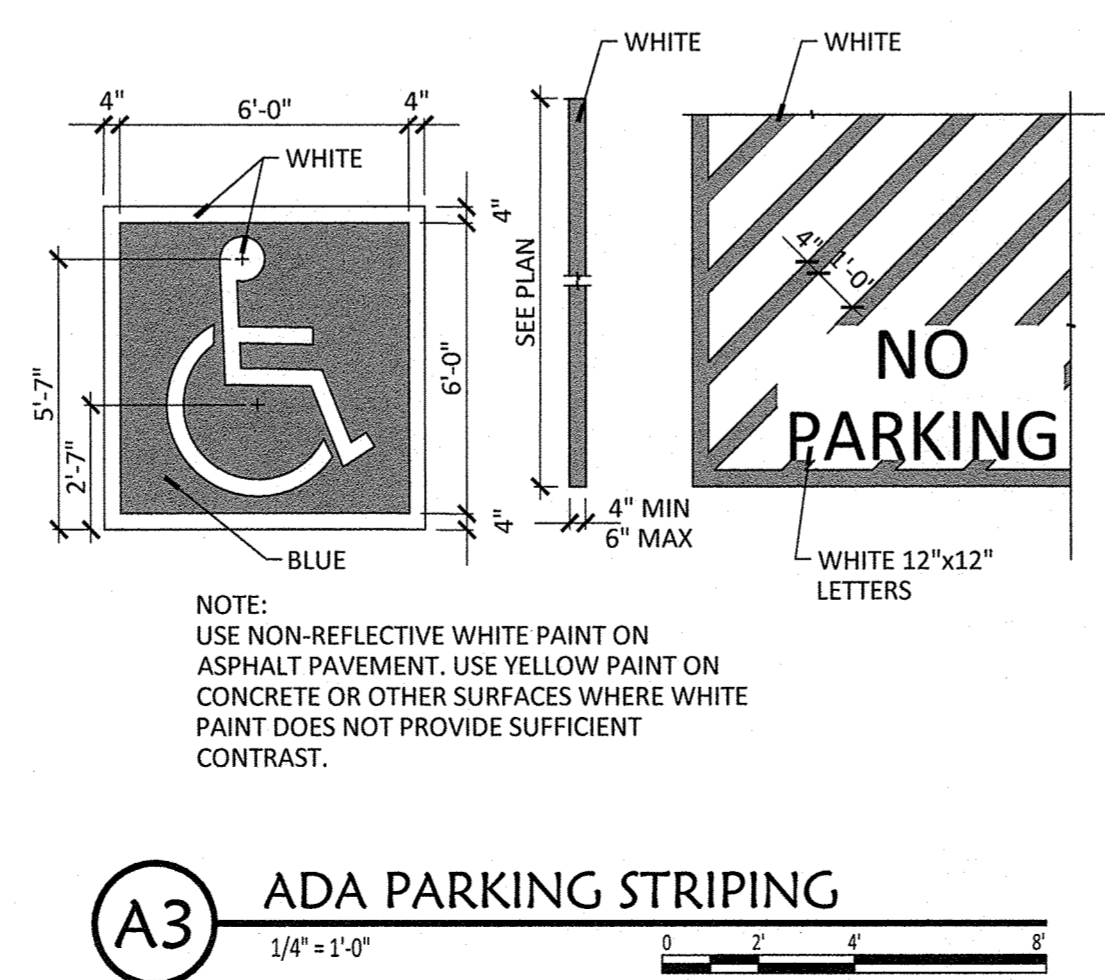 WHITE
WHITE
4"
6'-0"
4"
WHITE
4"
SEE PLAN
4"
1'-0"
5'-7"
6'-0"
NO
PARKING
2'-7"
4"
4" MIN
6" MAX
BLUE
WHITE 12"x12"
LETTERS
NOTE:
USE NON-REFLECTIVE WHITE PAINT ON
ASPHALT PAVEMENT. USE YELLOW PAINT ON
CONCRETE OR OTHER SURFACES WHERE WHITE
PAINT DOES NOT PROVIDE SUFFICIENT
CONTRAST.
A3
ADA PARKING STRIPING
1/4" = 1'-0"
0 2' 4' 8'